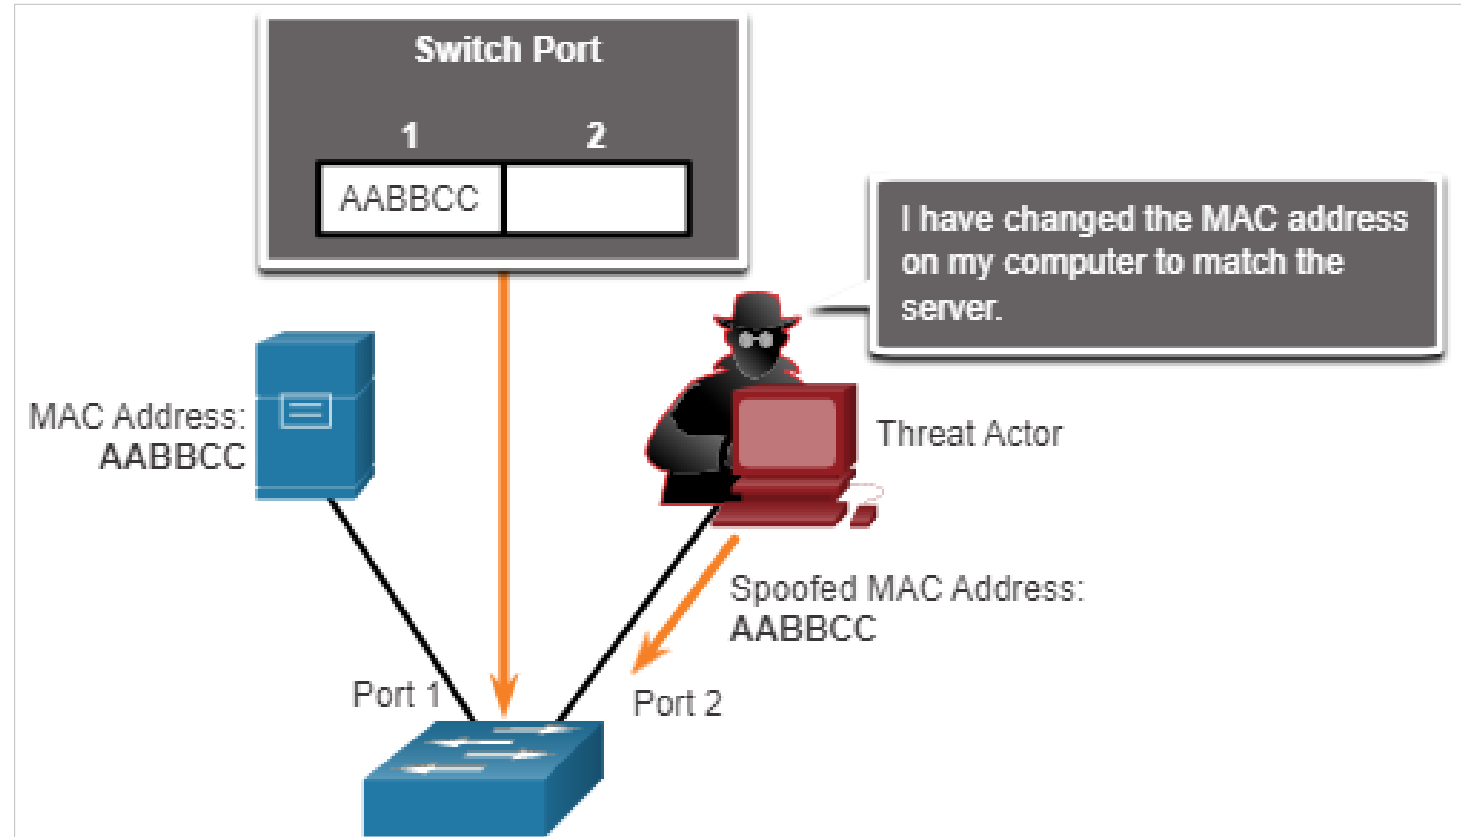 Switch Port
1 2
AABBCC
I have changed the MAC address
on my computer to match the
server.
MAC Address:
AABBCC
Threat Actor
Spoofed MAC Address:
AABBCC
Port 1
Port 2